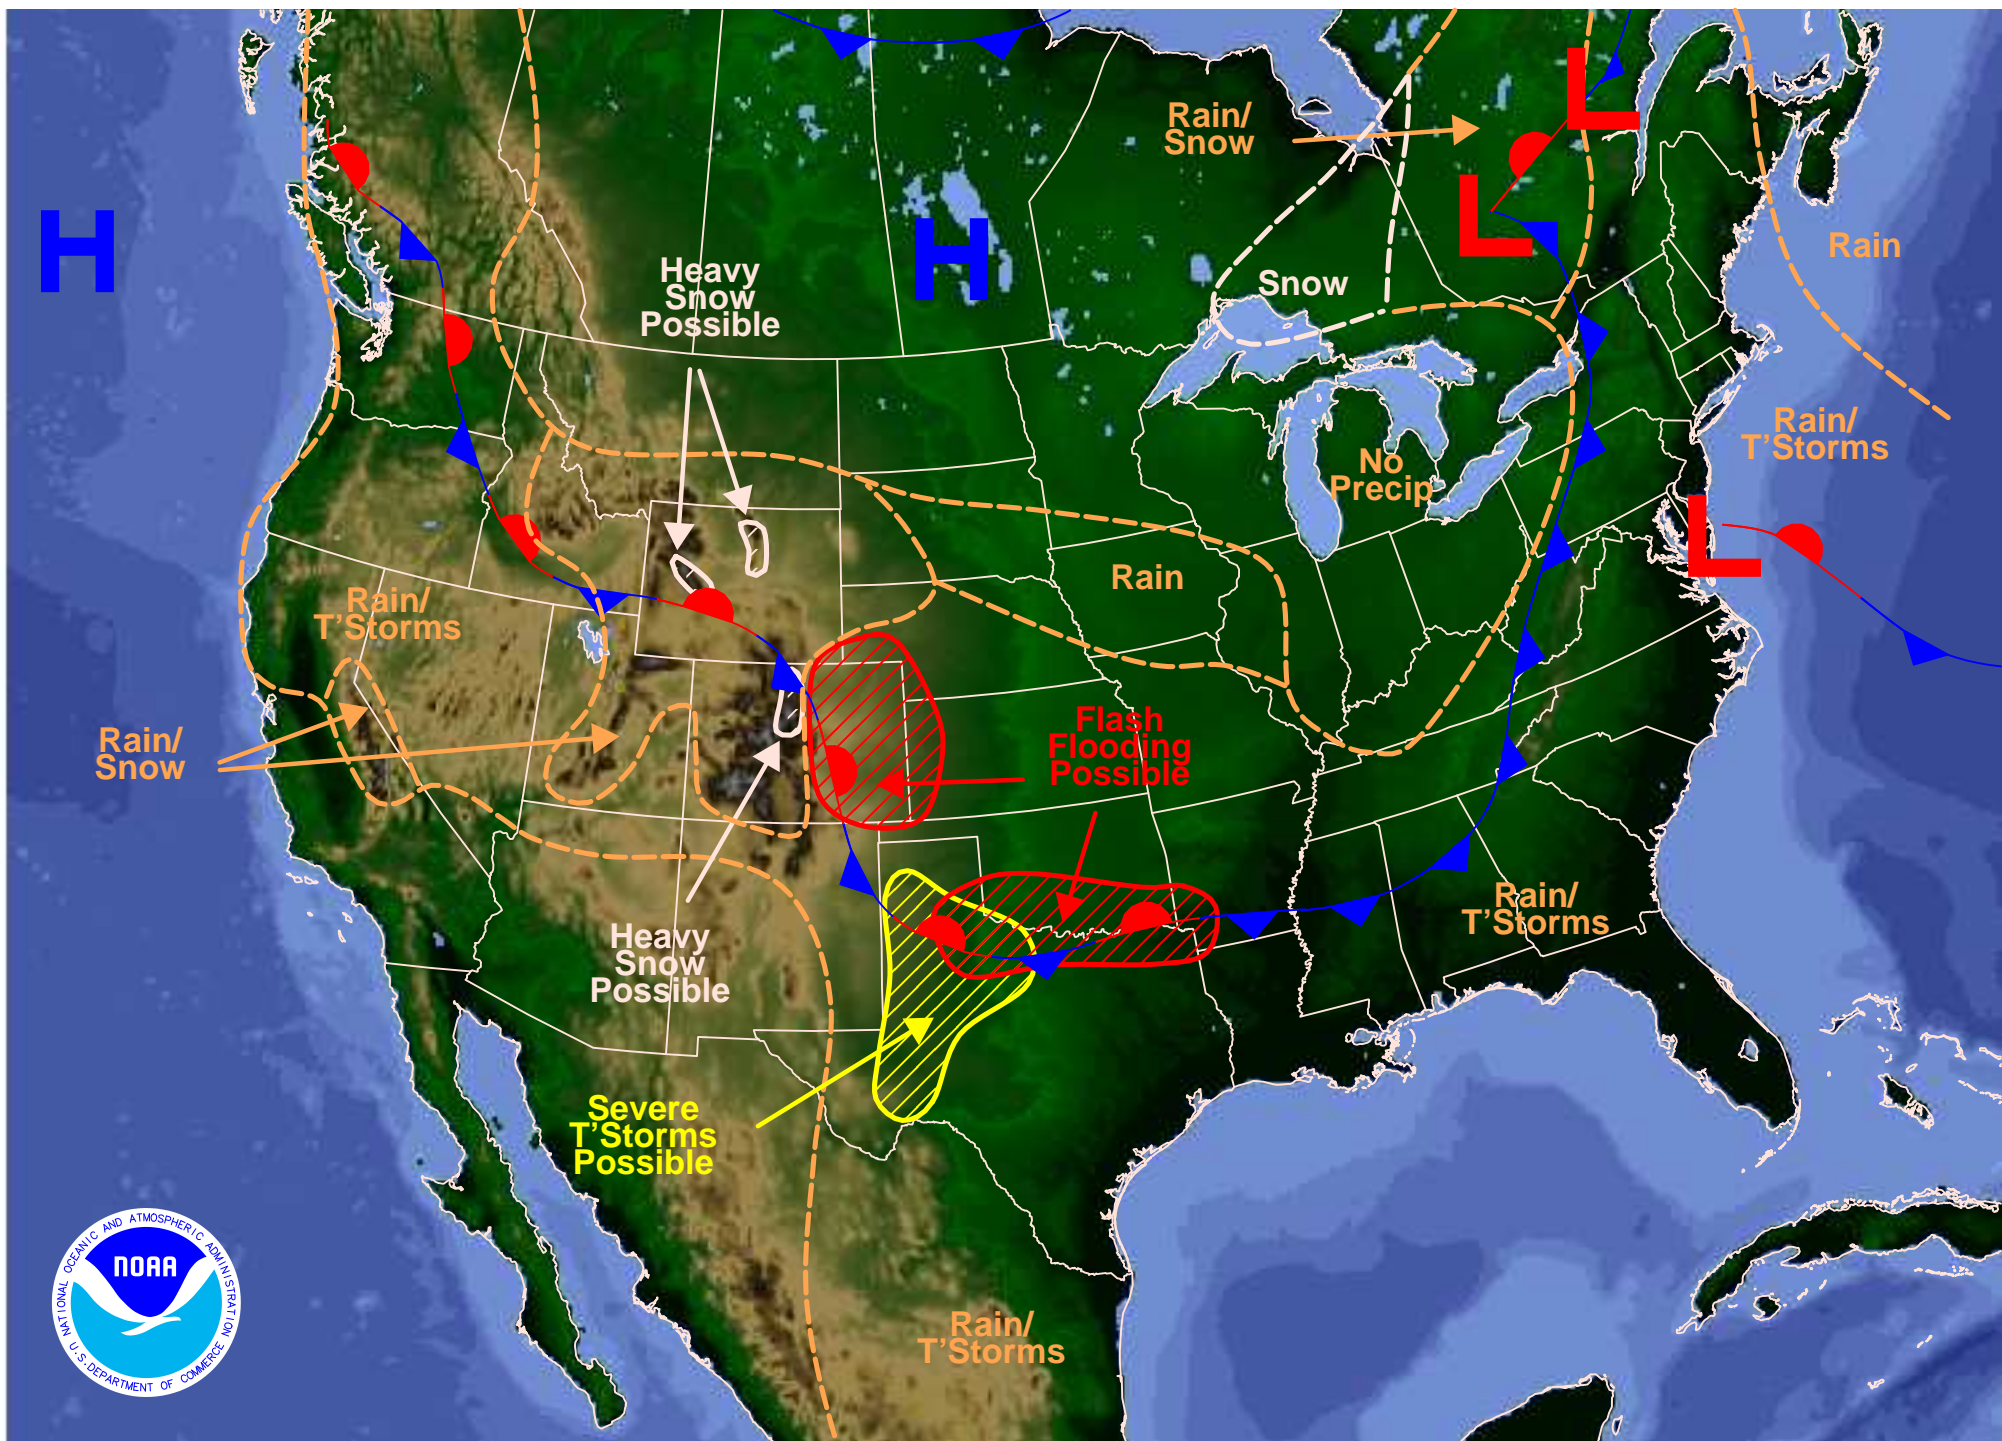 Rain/
Snow
H
L
L
Rain
H
Heavy
Snow
Possible
Snow
Rain/
T'Storms
No
Precip
L
Rain
Rain/
T'Storms
Rain/
Snow
Flash
Flooding
Possible
Rain/
T'Storms
Heavy
Snow
Possible
Severe
T'Storms
Possible
Rain/
T'Storms
NATIONAL OCEANIC AND ATMOSPHERIC ADMINISTRATION
NOAA
U.S. DEPARTMENT OF COMMERCE